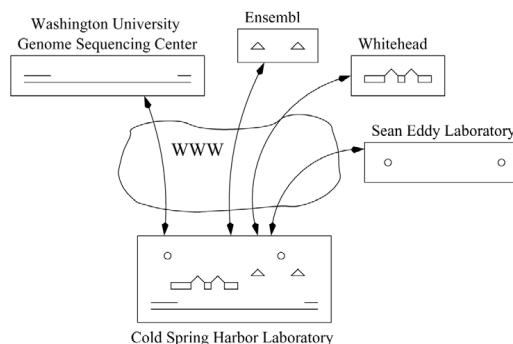 Washington University
Genome Sequencing Center
Ensembl
Whitehead
Sean Eddy Laboratory
WWW
Cold Spring Harbor Laboratory